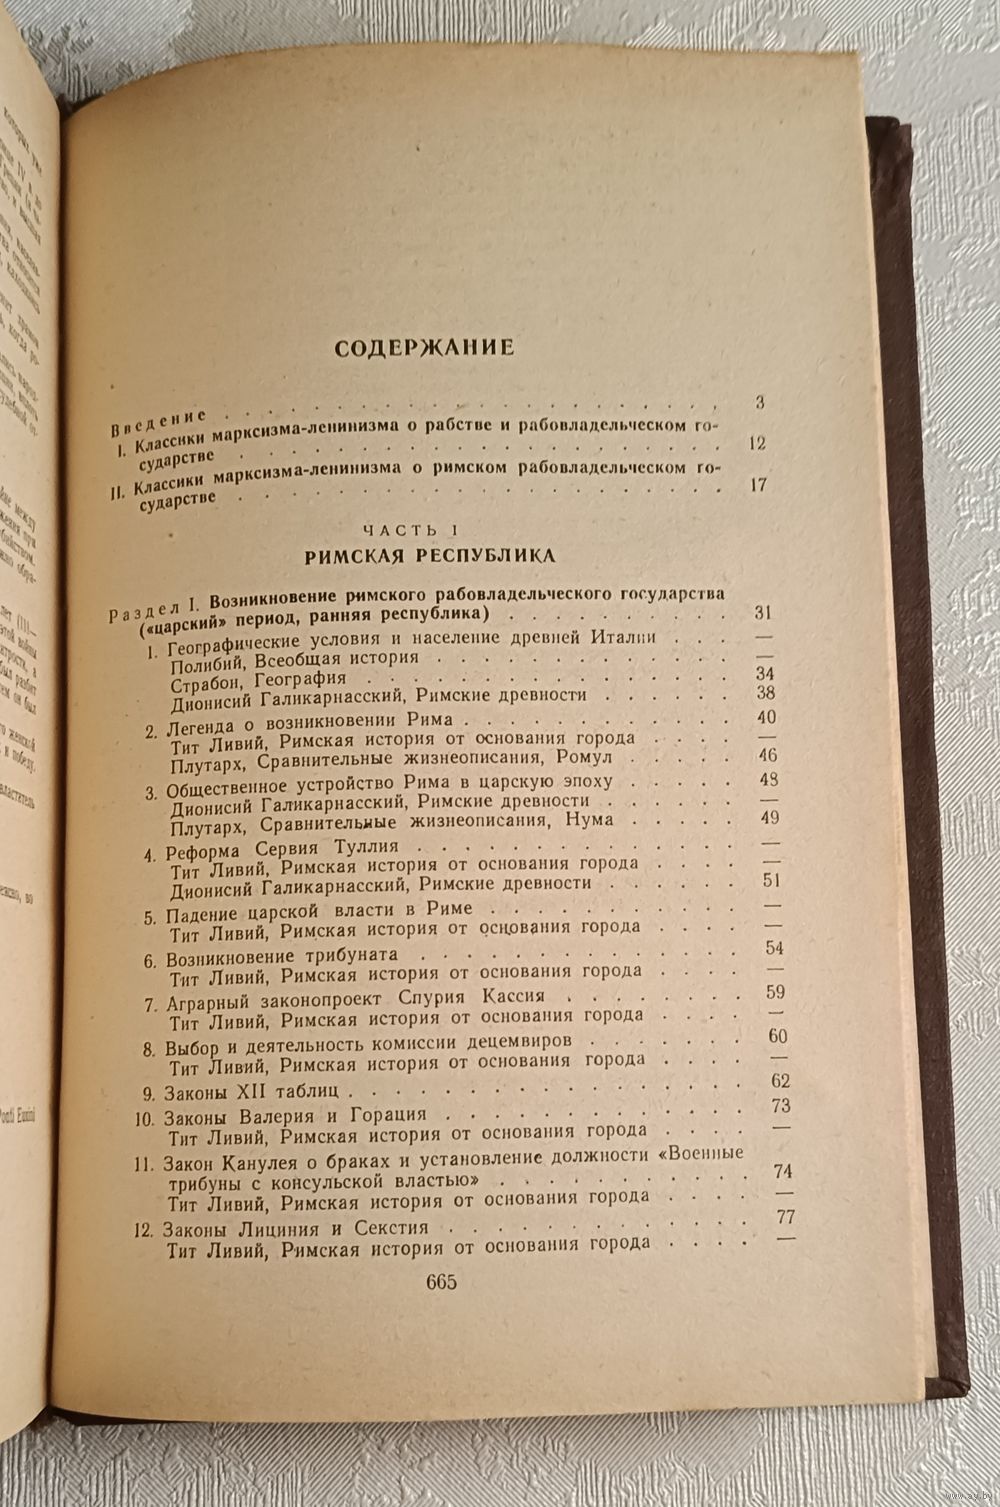 которых уже
СОДЕРЖАНИЕ
Введение . . . . . . . . . . . . . . . . 3
I. Классики марксизма-ленинизма о рабстве и рабовладельческом го-
сударстве . . . . . . . . . . . . . . . . 12
II. Классики марксизма-ленинизма о римском рабовладельческом го-
сударстве . . . . . . . . . . . . . . . . 17
ЧАСТЬ I
РИМСКАЯ РЕСПУБЛИКА
Раздел I. Возникновение римского рабовладельческого государства
(«царский» период, ранняя республика) . . . . . . . . 31
1. Географические условия и население древней Италии . . . —
Полибий, Всеобщая история . . . . . . . . . . . —
Страбон, География . . . . . . . . . . . . . 34
Дионисий Галикарнасский, Римские древности . . . . . . 38
2. Легенда о возникновении Рима . . . . . . . . . . . 40
Тит Ливий, Римская история от основания города . . . . —
Плутарх, Сравнительные жизнеописания, Ромул . . . . . 46
3. Общественное устройство Рима в царскую эпоху . . . . . 48
Дионисий Галикарнасский, Римские древности . . . . . . —
Плутарх, Сравнительные жизнеописания, Нума . . . . . 49
4. Реформа Сервия Туллия . . . . . . . . . . . . . —
Тит Ливий, Римская история от основания города . . . . —
Дионисий Галикарнасский, Римские древности . . . . . . 51
5. Падение царской власти в Риме . . . . . . . . . . —
Тит Ливий, Римская история от основания города . . . . —
6. Возникновение трибуната . . . . . . . . . . . . . 54
Тит Ливий, Римская история от основания города . . . . —
7. Аграрный законопроект Спурия Кассия . . . . . . . . 59
Тит Ливий, Римская история от основания города . . . . —
8. Выбор и деятельность комиссии децемвиров . . . . . . . 60
Тит Ливий, Римская история от основания города . . . . —
9. Законы XII таблиц . . . . . . . . . . . . . . . . 62
10. Законы Валерия и Горация . . . . . . . . . . . . 73
Тит Ливий, Римская история от основания города . . . . —
11. Закон Канулея о браках и установление должности «Военные
трибуны с консульской властью» . . . . . . . . . . 74
Тит Ливий, Римская история от основания города . . . . —
12. Законы Лициния и Секстия . . . . . . . . . . . . 77
Тит Ливий, Римская история от основания города . . . . —
665
www.ay.by